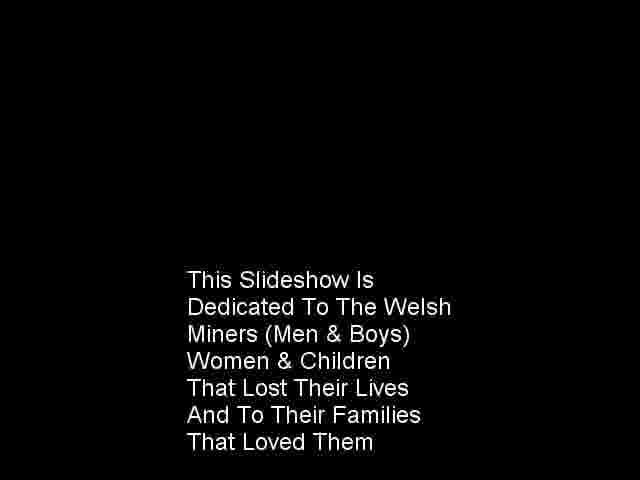 This Slideshow Is
Dedicated To The Welsh
Miners (Men & Boys)
Women & Children
That Lost Their Lives
And To Their Families
That Loved Them